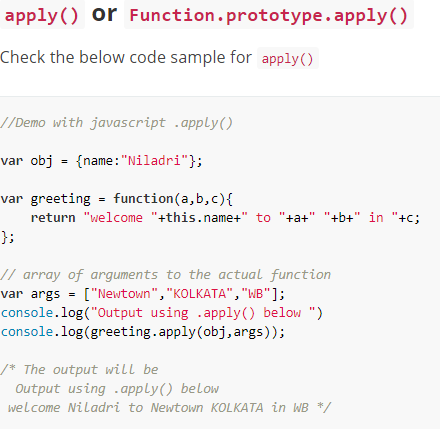 apply() or Function.prototype.apply()
Check the below code sample for apply()
//Demo with javascript .apply()
var obj = {name:"Niladri"};
var greeting = function(a,b,c){
    return "welcome "+this.name+" to "+a+" "+b+" in "+c;
};
// array of arguments to the actual function
var args = ["Newtown","KOLKATA","WB"];
console.log("Output using .apply() below ")
console.log(greeting.apply(obj,args));
/* The output will be
  Output using .apply() below
 welcome Niladri to Newtown KOLKATA in WB */